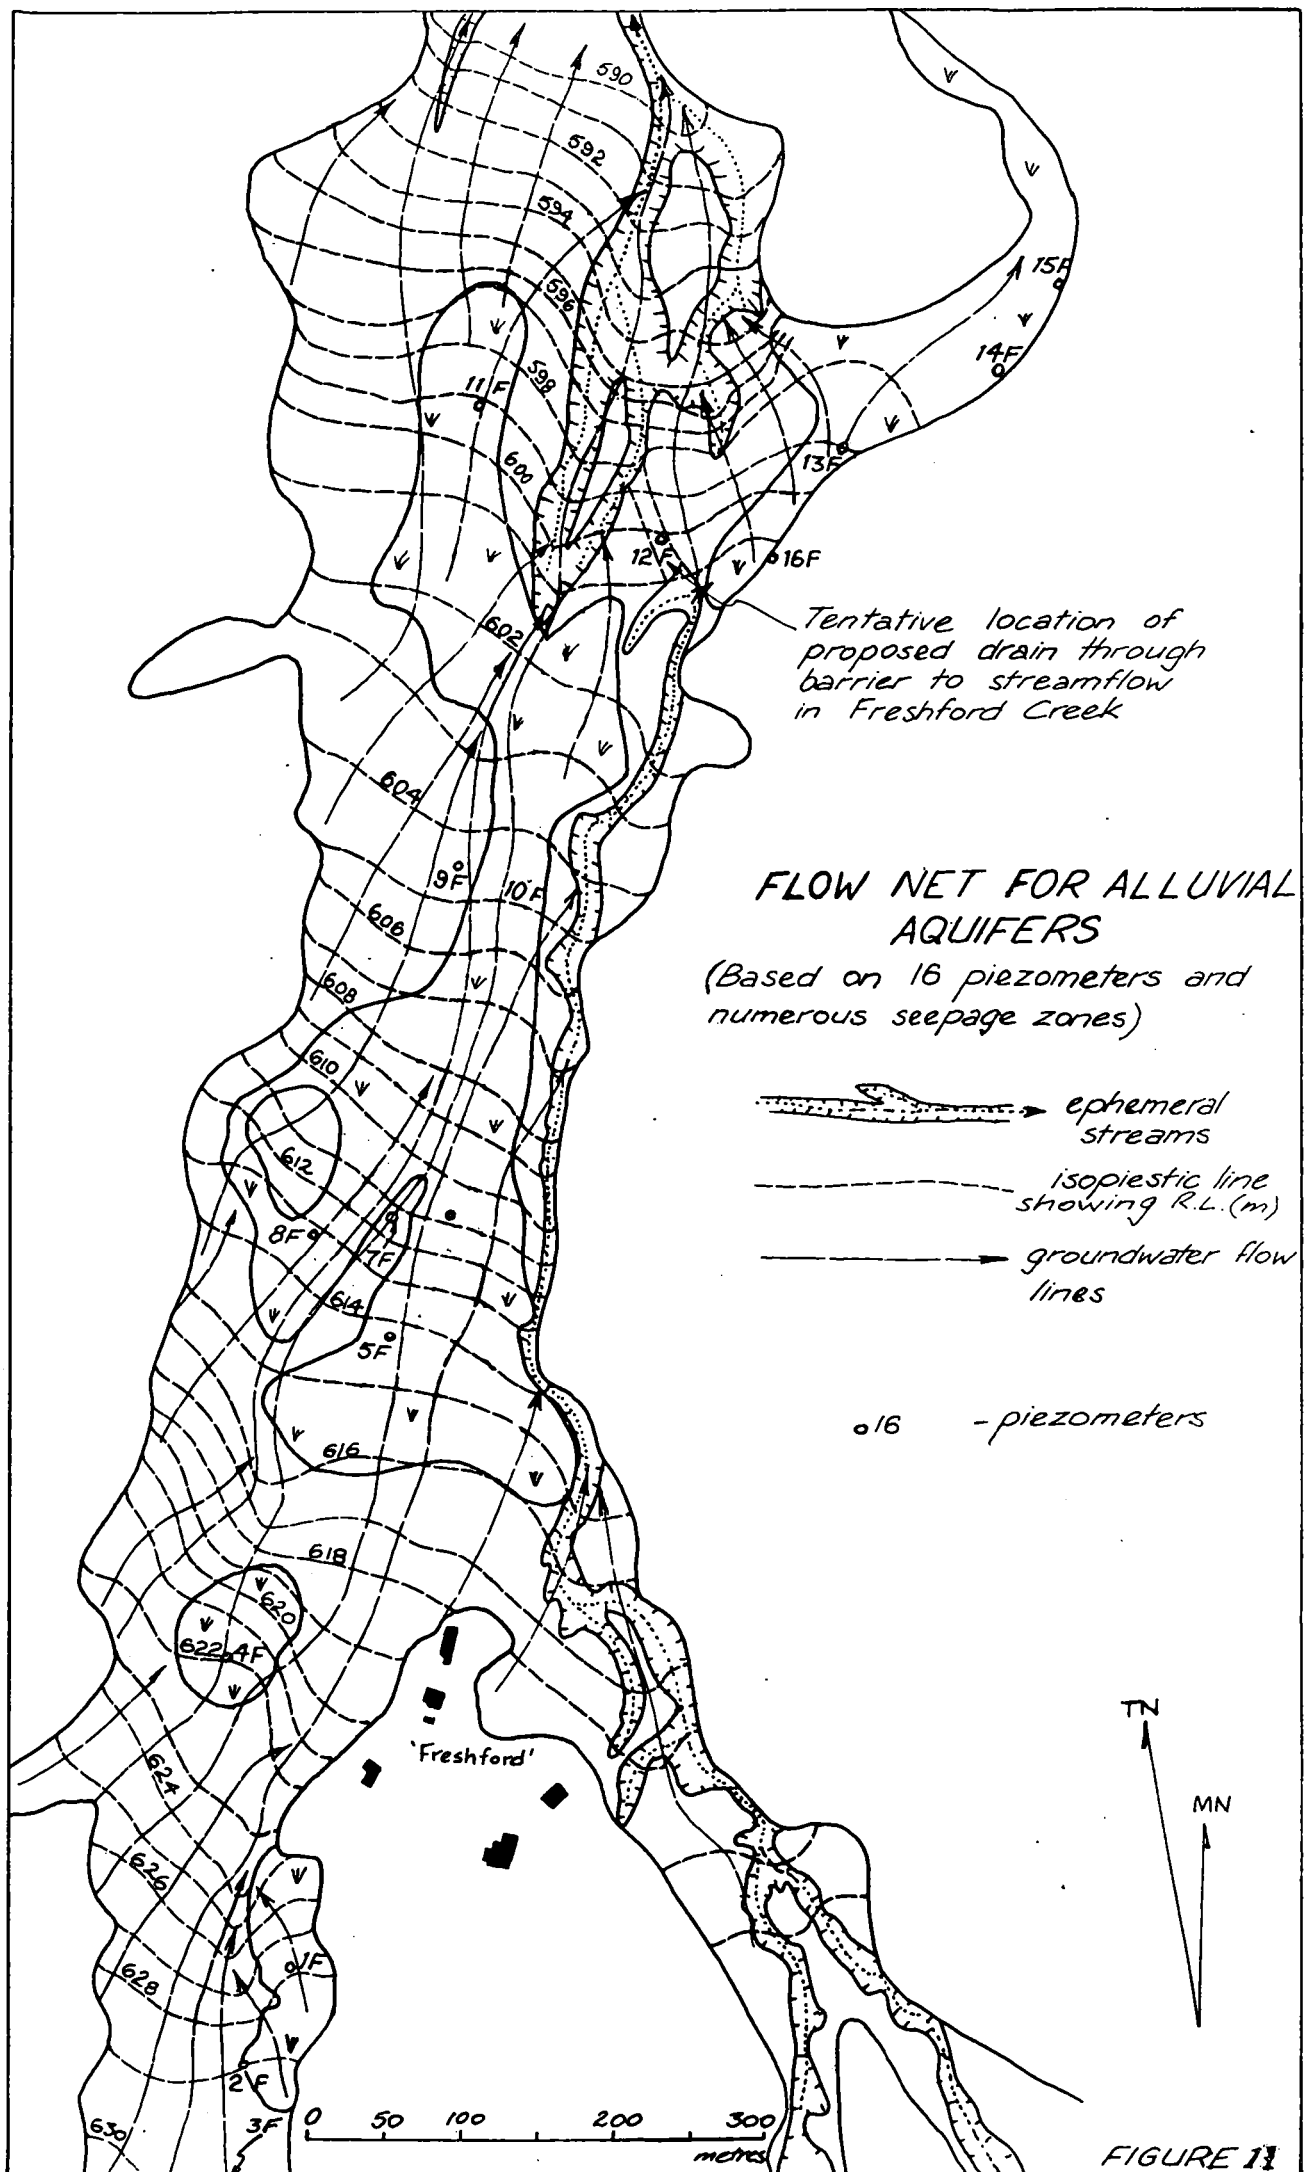 590
592
594
596
598
600
602
604
606
608
610
612
614
616
618
620
622
624
626
628
630
15F
14F
13F
11F
12F
16F
Tentative location of
proposed drain through
barrier to streamflow
in Freshford Creek
9F
10F
FLOW NET FOR ALLUVIAL
AQUIFERS
(Based on 16 piezometers and
numerous seepage zones)
ephemeral
streams
isopiestic line
showing R.L.(m)
groundwater flow
lines
8F
7F
5F
16 - piezometers
4F
'Freshford'
TN
MN
1F
2F
3F
0 50 100 200 300
metres
FIGURE 11